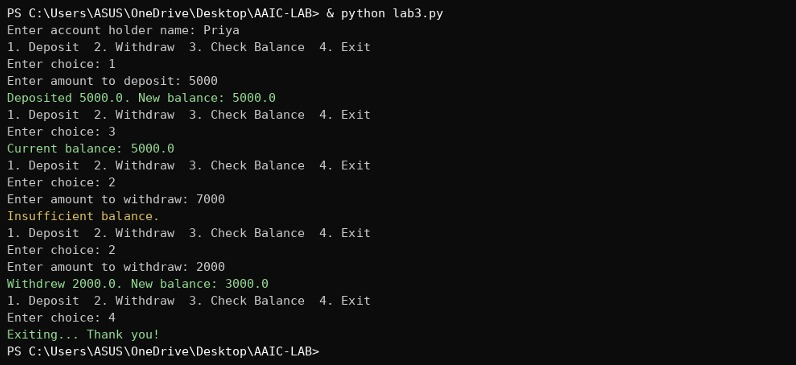 PS C:\Users\ASUS\OneDrive\Desktop\AAIC-LAB> & python lab3.py
Enter account holder name: Priya
1. Deposit  2. Withdraw  3. Check Balance  4. Exit
Enter choice: 1
Enter amount to deposit: 5000
Deposited 5000.0. New balance: 5000.0
1. Deposit  2. Withdraw  3. Check Balance  4. Exit
Enter choice: 3
Current balance: 5000.0
1. Deposit  2. Withdraw  3. Check Balance  4. Exit
Enter choice: 2
Enter amount to withdraw: 7000
Insufficient balance.
1. Deposit  2. Withdraw  3. Check Balance  4. Exit
Enter choice: 2
Enter amount to withdraw: 2000
Withdrew 2000.0. New balance: 3000.0
1. Deposit  2. Withdraw  3. Check Balance  4. Exit
Enter choice: 4
Exiting... Thank you!
PS C:\Users\ASUS\OneDrive\Desktop\AAIC-LAB>